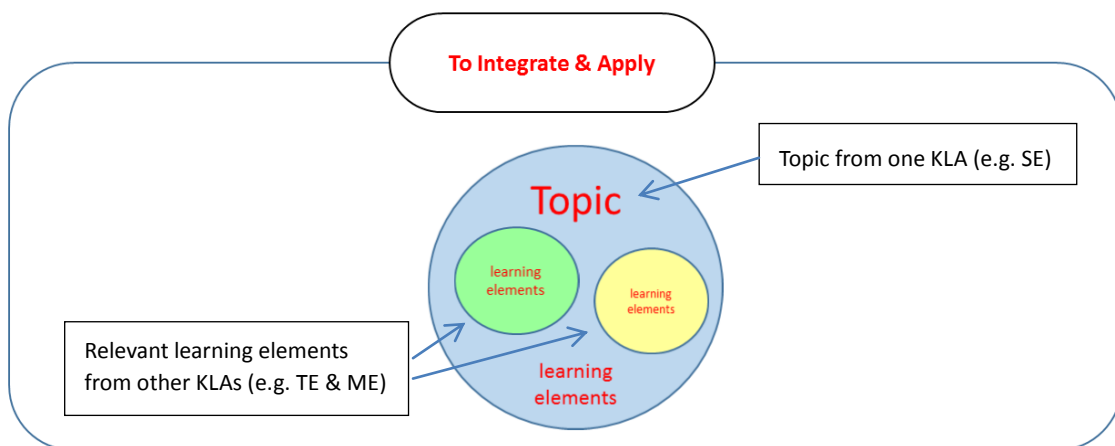 To Integrate & Apply
Topic from one KLA (e.g. SE)
Topic
learning
elements
learning
elements
Relevant learning elements
from other KLAs (e.g. TE & ME)
learning
elements